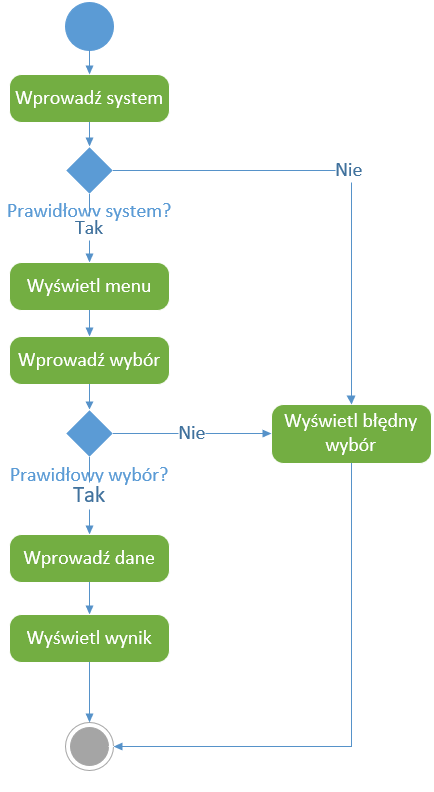 Wprowadź system
Nie
Prawidłowy system?
Tak
Wyświetl menu
Wprowadź wybór
Wyświetl błędny
wybór
Nie
Prawidłowy wybór?
Tak
Wprowadź dane
Wyświetl wynik